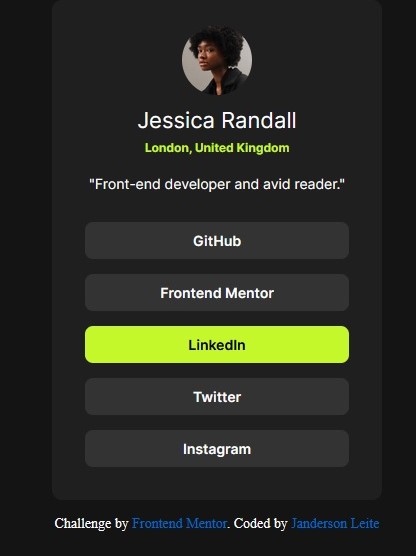 Jessica Randall
London, United Kingdom
"Front-end developer and avid reader."
GitHub
Frontend Mentor
LinkedIn
Twitter
Instagram
Challenge by Frontend Mentor. Coded by Janderson Leite